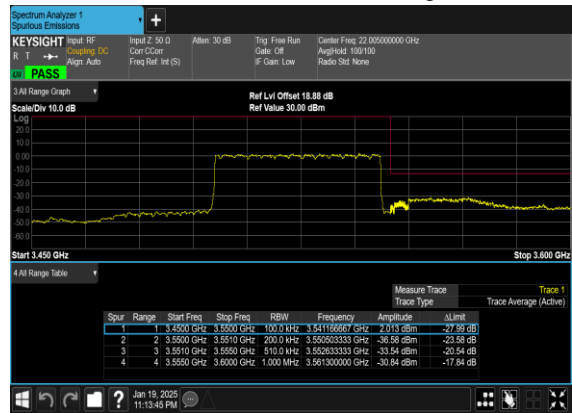 Spectrum Analyzer 1
Spurious Emissions
KEYSIGHT Input: RF Input Z: 50 Ω Atten: 30 dB Trig: Free Run Center Freq: 22.005000000 GHz
R T Coupling: DC Corr CCorr Gate: Off Avg|Hold: 100/100
Align: Auto Freq Ref: Int (S) IF Gain: Low Radio Std: None
PASS
3 All Range Graph
Ref Lvl Offset 18.88 dB
Scale/Div 10.0 dB Ref Value 30.00 dBm
Log
20.0
10.0
0.00
-10.0
-20.0
-30.0
-40.0
-50.0
-60.0
Start 3.450 GHz Stop 3.600 GHz
4 All Range Table
Measure Trace Trace 1
Trace Type Trace Average (Active)
Spur Range Start Freq Stop Freq RBW Frequency Amplitude ΔLimit
1 1 3.4500 GHz 3.5500 GHz 100.0 kHz 3.541166667 GHz 2.013 dBm -27.99 dB
2 2 3.5500 GHz 3.5510 GHz 200.0 kHz 3.550503333 GHz -36.58 dBm -23.58 dB
3 3 3.5510 GHz 3.5550 GHz 510.0 kHz 3.552633333 GHz -33.54 dBm -20.54 dB
4 4 3.5550 GHz 3.6000 GHz 1.000 MHz 3.561300000 GHz -30.84 dBm -17.84 dB
Jan 19, 2025
11:13:45 PM